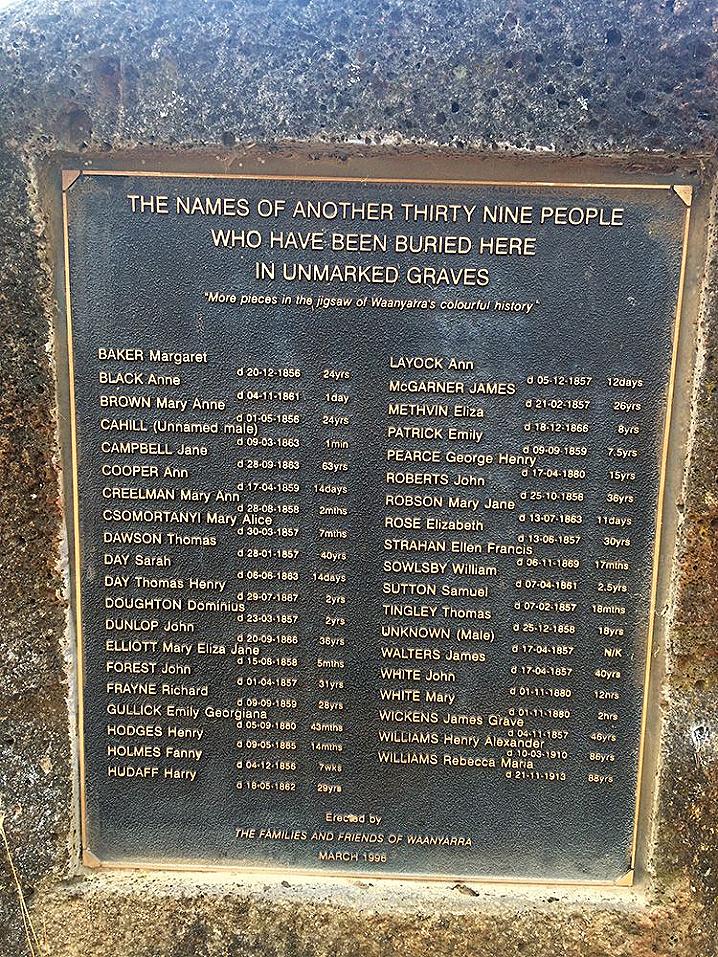 THE NAMES OF ANOTHER THIRTY NINE PEOPLE
WHO HAVE BEEN BURIED HERE
IN UNMARKED GRAVES
"More pieces in the jigsaw of Waanyarra's colourful history"
BAKER Margaret
d 20-12-1856 24yrs
BLACK Anne
d 04-11-1861 1day
BROWN Mary Anne
d 01-05-1856 24yrs
CAHILL (Unnamed male)
d 09-03-1863 1min
CAMPBELL Jane
d 28-09-1863 63yrs
COOPER Ann
d 17-04-1859 14days
CREELMAN Mary Ann
d 28-08-1858 2mths
CSOMORTANYI Mary Alice
d 30-03-1857 7mths
DAWSON Thomas
d 28-01-1857 40yrs
DAY Sarah
d 06-06-1863 14days
DAY Thomas Henry
d 29-07-1867 2yrs
DOUGHTON Dominius
d 23-03-1857 2yrs
DUNLOP John
d 20-09-1866 36yrs
ELLIOTT Mary Eliza Jane
d 15-08-1858 5mths
FOREST John
d 01-04-1857 31yrs
FRAYNE Richard
d 09-09-1859 28yrs
GULLICK Emily Georgiana
d 05-09-1860 43mths
HODGES Henry
d 09-05-1865 14mths
HOLMES Fanny
d 04-12-1856 7wks
HUDAFF Harry
d 18-05-1862 29yrs
LAYOCK Ann
d 05-12-1857 12days
McGARNER JAMES
d 21-02-1857 26yrs
METHVIN Eliza
d 18-12-1866 8yrs
PATRICK Emily
d 09-09-1859 7.5yrs
PEARCE George Henry
d 17-04-1860 15yrs
ROBERTS John
d 25-10-1858 36yrs
ROBSON Mary Jane
d 13-07-1863 11days
ROSE Elizabeth
d 13-06-1857 30yrs
STRAHAN Ellen Francis
d 06-11-1869 17mths
SOWLSBY William
d 07-04-1861 2.5yrs
SUTTON Samuel
d 07-02-1857 18mths
TINGLEY Thomas
d 25-12-1858 18yrs
UNKNOWN (Male)
d 17-04-1857 N/K
WALTERS James
d 17-04-1857 40yrs
WHITE John
d 01-11-1860 12hrs
WHITE Mary
d 01-11-1860 2hrs
WICKENS James Grave
d 04-11-1857 46yrs
WILLIAMS Henry Alexander
d 10-03-1910 86yrs
WILLIAMS Rebecca Maria
d 21-11-1913 88yrs
Erected by
THE FAMILIES AND FRIENDS OF WAANYARRA
MARCH 1996